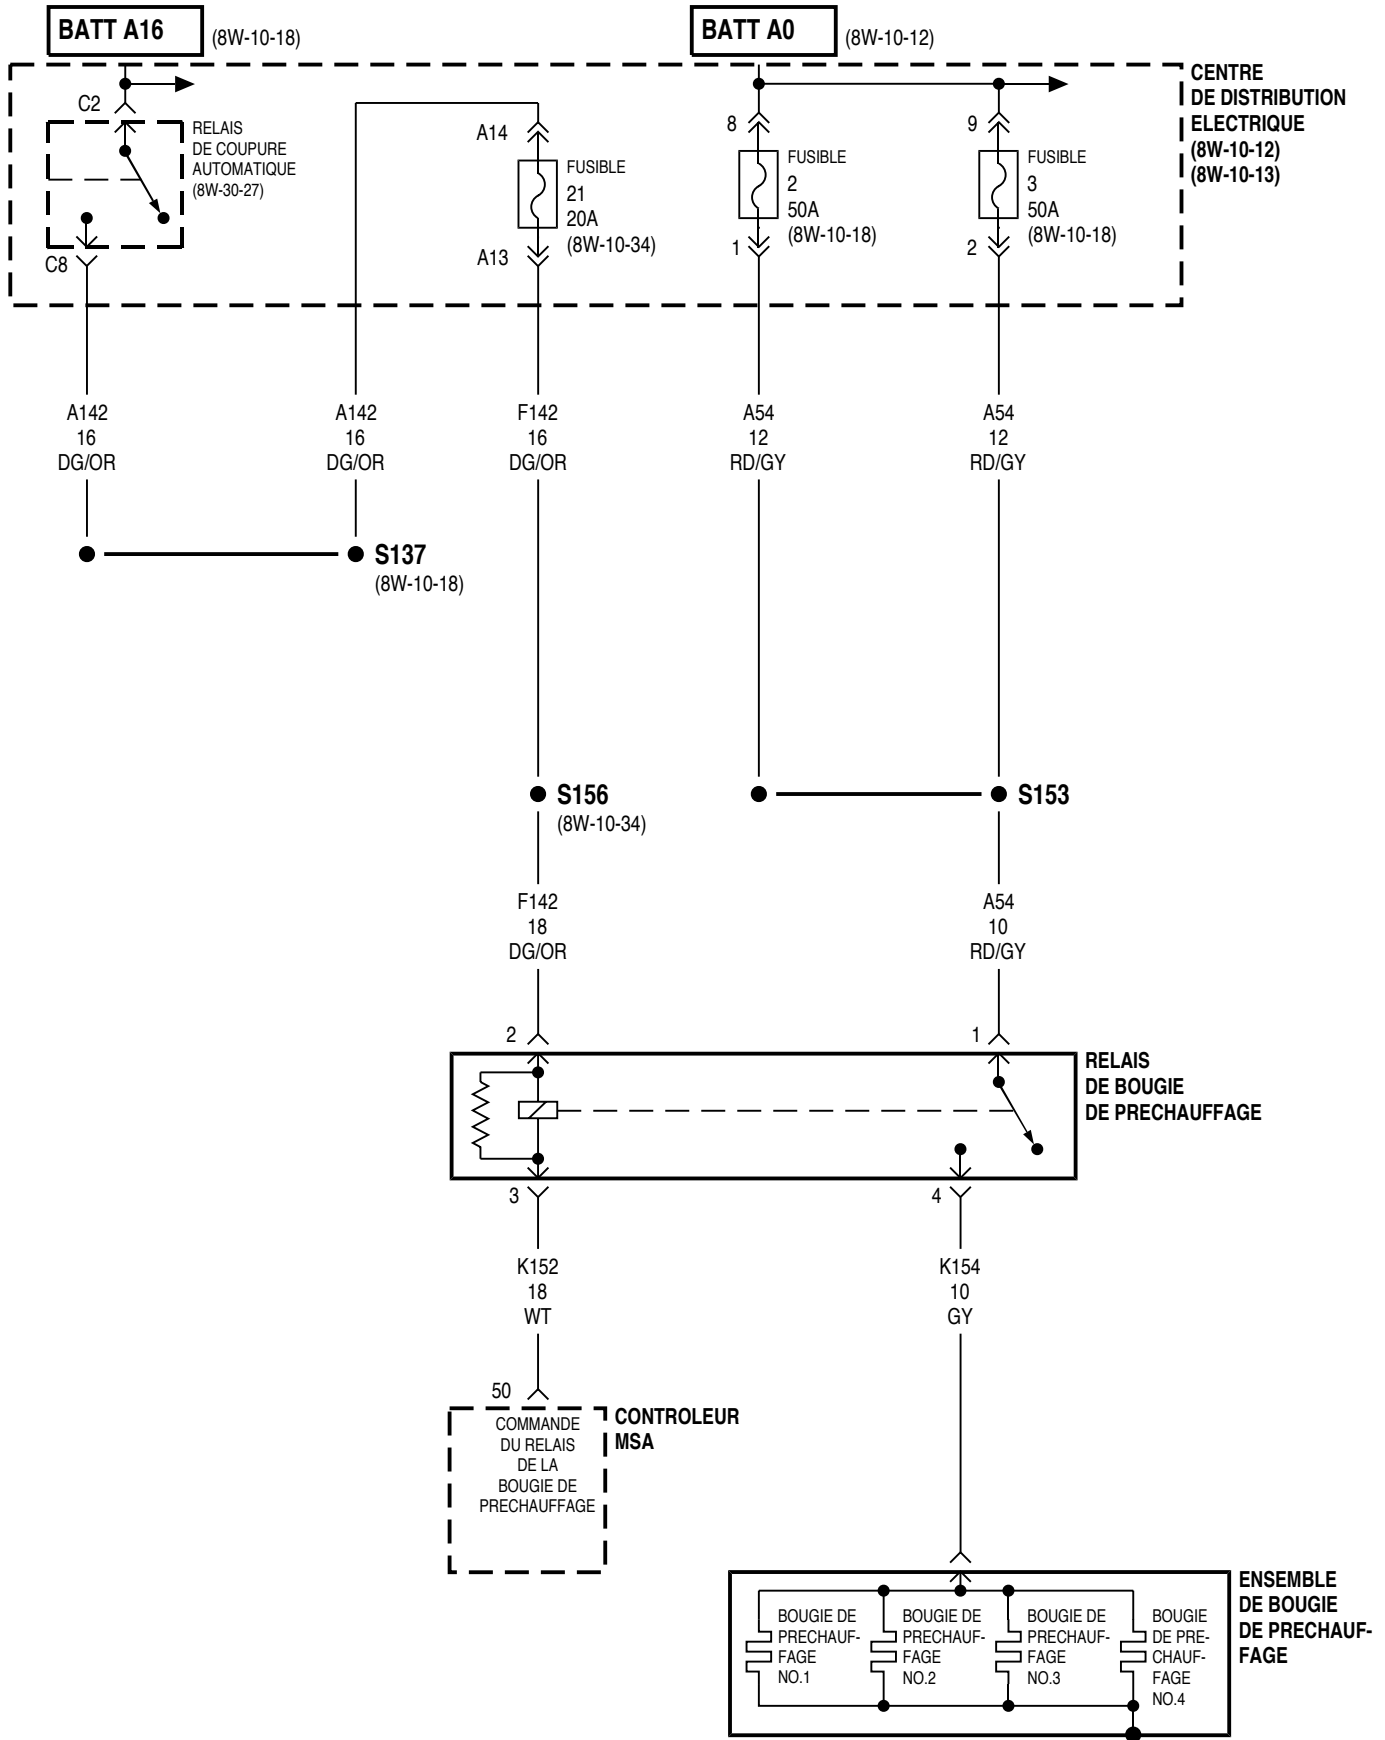 BATT A16
(8W-10-18)
BATT A0
(8W-10-12)
CENTRE
DE DISTRIBUTION
ELECTRIQUE
(8W-10-12)
(8W-10-13)
C2
RELAIS
DE COUPURE
AUTOMATIQUE
(8W-30-27)
C8
A14
FUSIBLE
21
20A
(8W-10-34)
A13
8
FUSIBLE
2
50A
(8W-10-18)
1
9
FUSIBLE
3
50A
(8W-10-18)
2
A142
16
DG/OR
A142
16
DG/OR
F142
16
DG/OR
A54
12
RD/GY
A54
12
RD/GY
S137
(8W-10-18)
S156
(8W-10-34)
S153
F142
18
DG/OR
A54
10
RD/GY
2
1
RELAIS
DE BOUGIE
DE PRECHAUFFAGE
3
4
K152
18
WT
K154
10
GY
50
COMMANDE
DU RELAIS
DE LA
BOUGIE DE
PRECHAUFFAGE
CONTROLEUR
MSA
ENSEMBLE
DE BOUGIE
DE PRECHAUF-
FAGE
BOUGIE DE
PRECHAUF-
FAGE
NO.1
BOUGIE DE
PRECHAUF-
FAGE
NO.2
BOUGIE DE
PRECHAUF-
FAGE
NO.3
BOUGIE
DE PRE-
CHAUF-
FAGE
NO.4